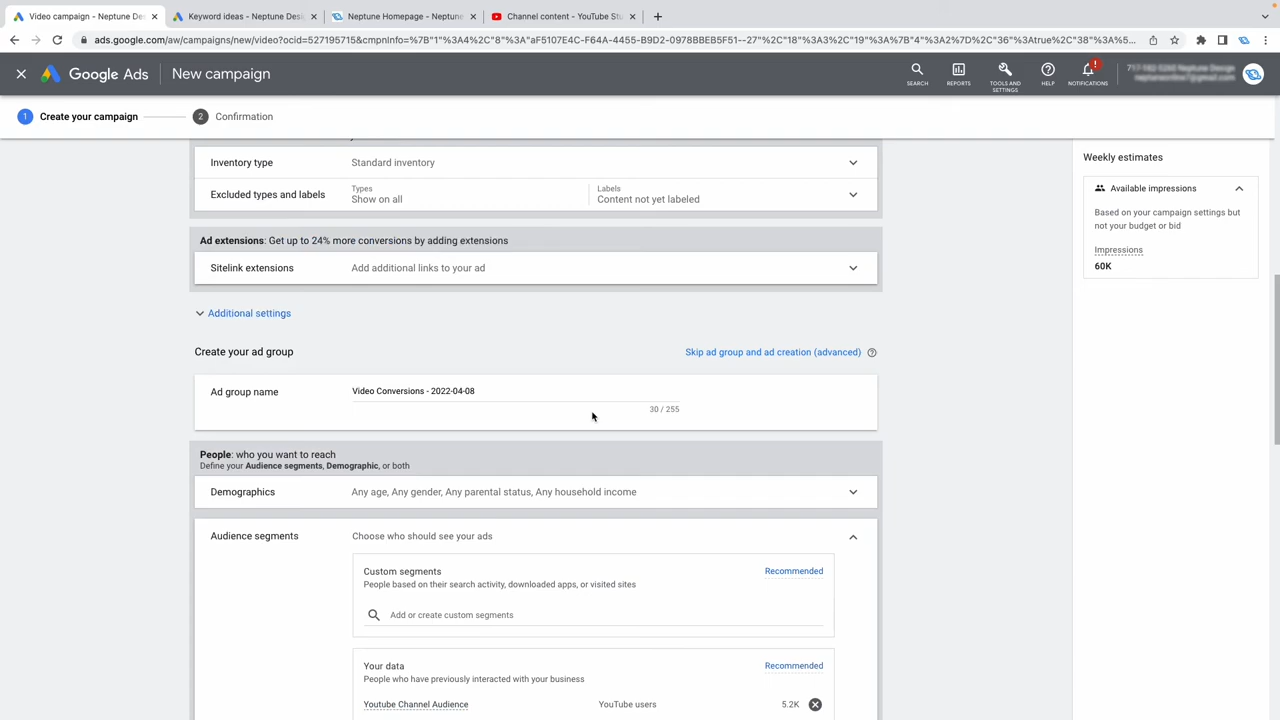 Video campaign - Neptune De
Keyword ideas - Neptune Desi
Neptune Homepage - Neptune
Channel content - YouTube Stu
ads.google.com/aw/campaigns/new/video?ocid=527195715&cmpnInfo=%7B"1"%3A4%2C"8"%3A"aF5107E4C-F64A-4455-B9D2-0978BBEB5F51--27"%2C"18"%3A3%2C"19"%3A%7B"4"%3A2%7D%2C"36"%3Atrue%2C"38"%3A%5...
Google Ads
New campaign
SEARCH
REPORTS
TOOLS AND
SETTINGS
HELP
NOTIFICATIONS
1 Create your campaign
2 Confirmation
Inventory type
Standard inventory
Excluded types and labels
Types
Show on all
Labels
Content not yet labeled
Ad extensions: Get up to 24% more conversions by adding extensions
Sitelink extensions
Add additional links to your ad
Additional settings
Create your ad group
Skip ad group and ad creation (advanced)
Ad group name
Video Conversions - 2022-04-08
30 / 255
People: who you want to reach
Define your Audience segments, Demographic, or both
Demographics
Any age, Any gender, Any parental status, Any household income
Audience segments
Choose who should see your ads
Custom segments
Recommended
People based on their search activity, downloaded apps, or visited sites
Add or create custom segments
Your data
Recommended
People who have previously interacted with your business
Youtube Channel Audience
YouTube users
5.2K
Weekly estimates
Available impressions
Based on your campaign settings but
not your budget or bid
Impressions
60K